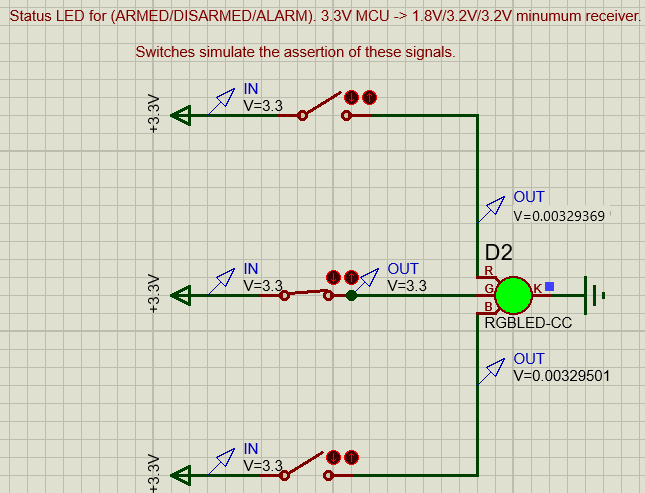 Status LED for (ARMED/DISARMED/ALARM). 3.3V MCU -> 1.8V/3.2V/3.2V minumum receiver.
Switches simulate the assertion of these signals.
+3.3V
IN
V=3.3
OUT
V=0.00329369
D2
+3.3V
IN
V=3.3
OUT
V=3.3
R
G
B
K
RGBLED-CC
OUT
V=0.00329501
+3.3V
IN
V=3.3